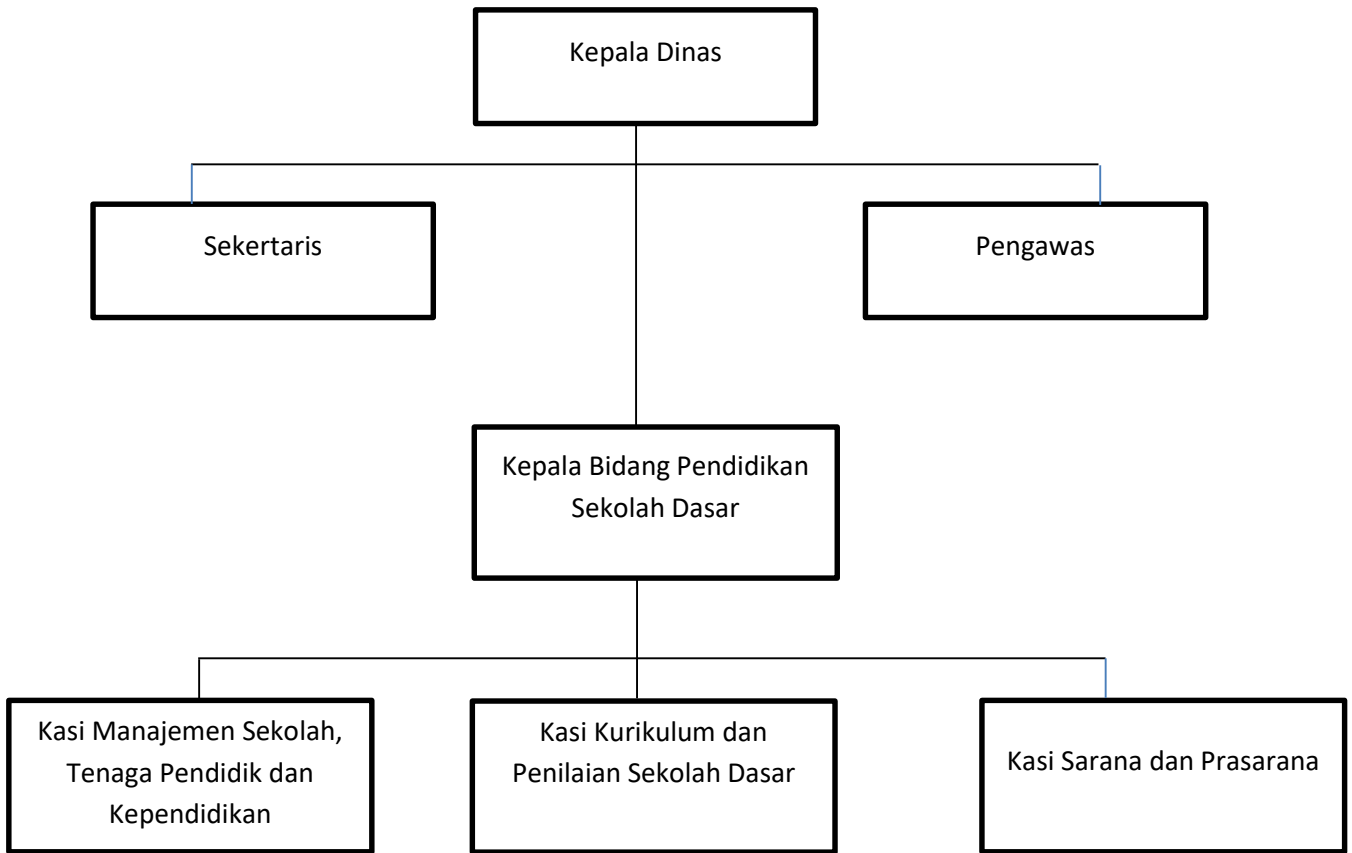 Kepala Dinas
Sekertaris
Pengawas
Kepala Bidang Pendidikan
Sekolah Dasar
Kasi Manajemen Sekolah,
Tenaga Pendidik dan
Kependidikan
Kasi Kurikulum dan
Penilaian Sekolah Dasar
Kasi Sarana dan Prasarana